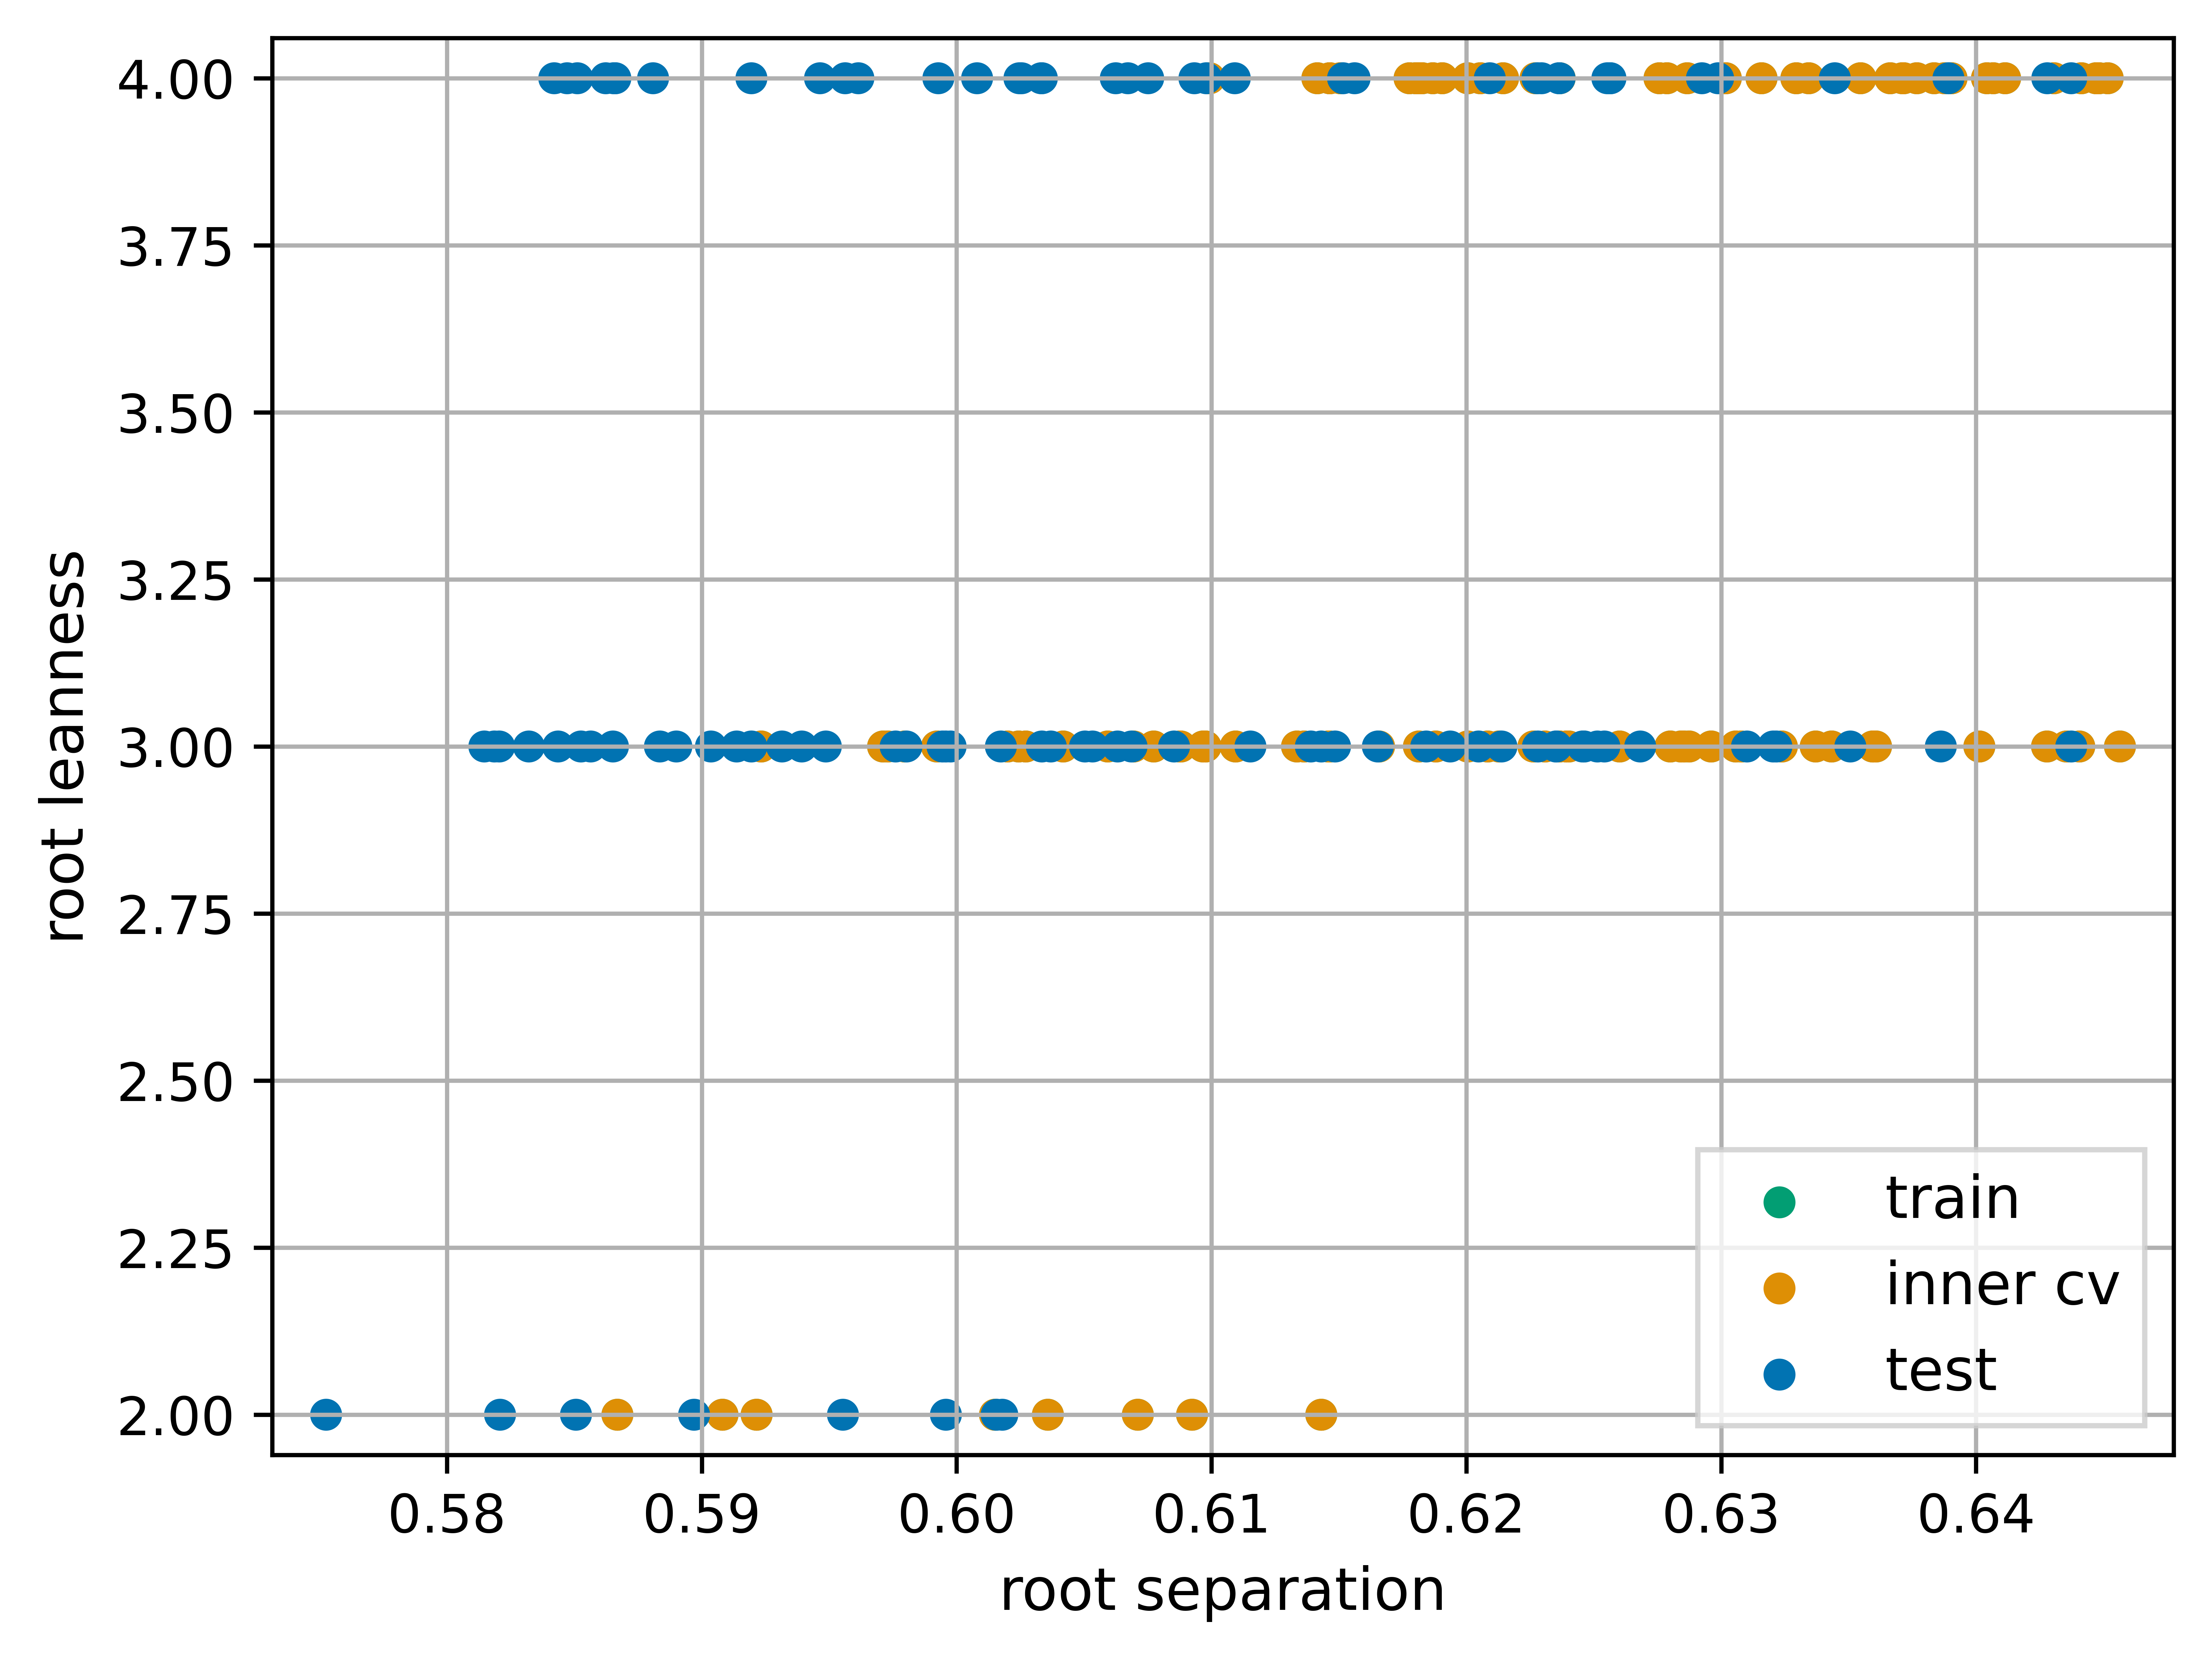 4.00
3.75
3.50
3.25
3.00
2.75
2.50
2.25
2.00
root leanness
train
inner cv
test
0.58 0.59 0.60 0.61 0.62 0.63 0.64
root separation